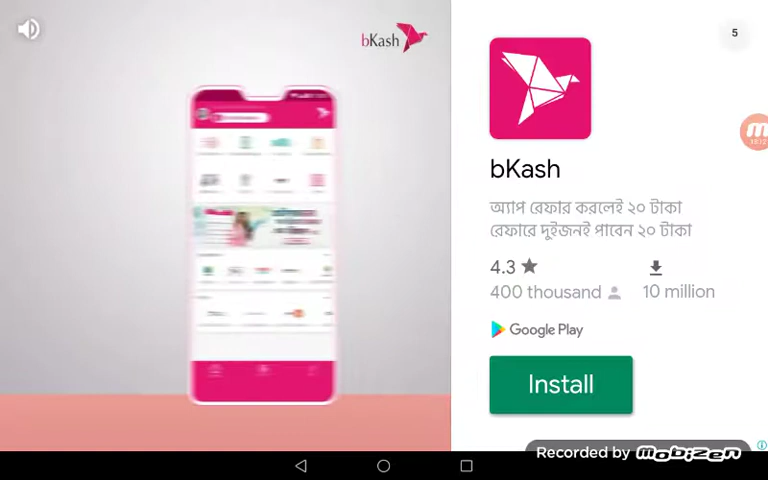 bKash
5
bKash
অ্যাপ রেফার করলেই ২০ টাকা
রেফারে দুইজনই পাবেন ২০ টাকা
4.3
400 thousand
10 million
Google Play
Install
Recorded by Mobizen